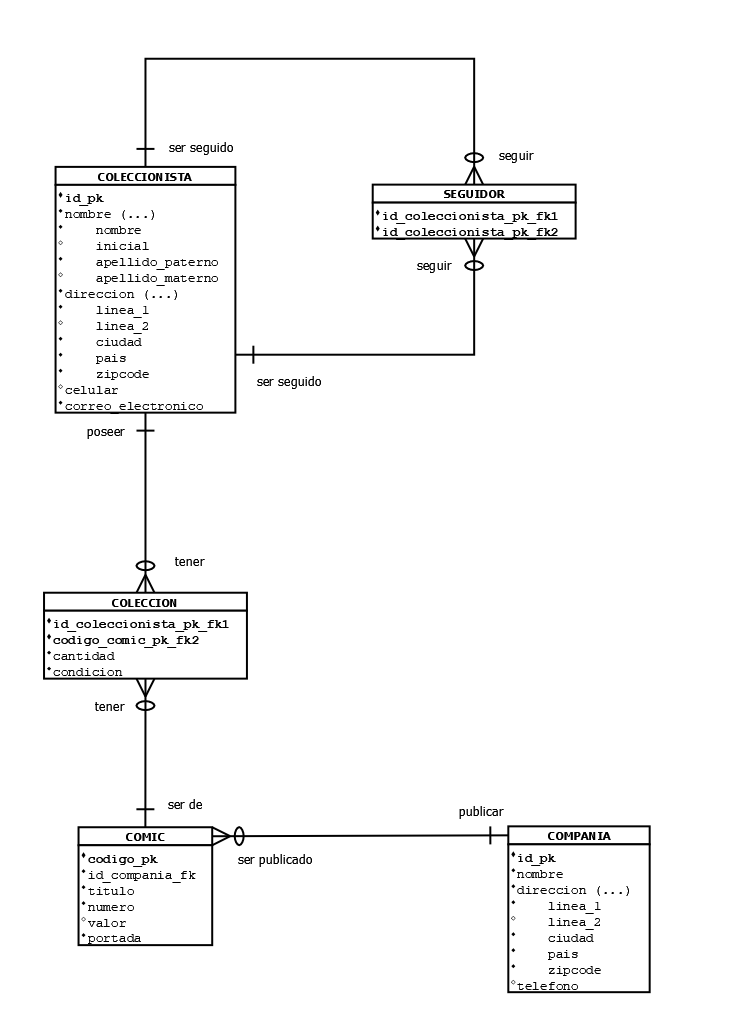 ser seguido
seguir
COLECCIONISTA
id_pk
nombre (...)
nombre
inicial
apellido_paterno
apellido_materno
direccion (...)
linea_1
linea_2
ciudad
pais
zipcode
celular
correo_electronico
SEGUIDOR
id_coleccionista_pk_fk1
id_coleccionista_pk_fk2
seguir
ser seguido
poseer
tener
COLECCION
id_coleccionista_pk_fk1
codigo_comic_pk_fk2
cantidad
condicion
tener
ser de
publicar
COMIC
codigo_pk
id_compania_fk
titulo
numero
valor
portada
ser publicado
COMPANIA
id_pk
nombre
direccion (...)
linea_1
linea_2
ciudad
pais
zipcode
telefono